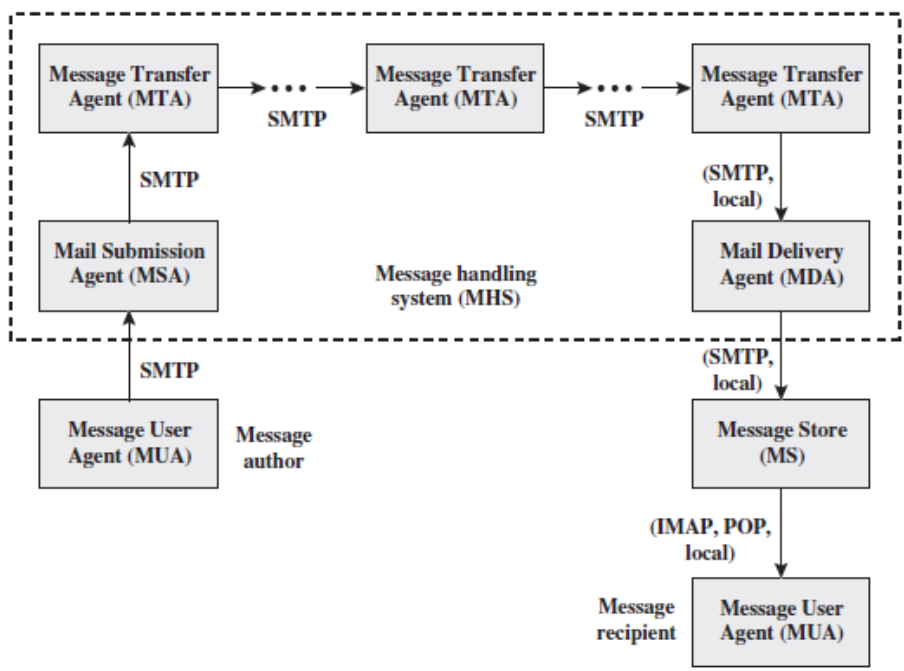 Message Transfer
Agent (MTA)
SMTP
Message Transfer
Agent (MTA)
SMTP
Message Transfer
Agent (MTA)
SMTP
(SMTP,
local)
Mail Submission
Agent (MSA)
Message handling
system (MHS)
Mail Delivery
Agent (MDA)
SMTP
(SMTP,
local)
Message User
Agent (MUA)
Message
author
Message Store
(MS)
(IMAP, POP,
local)
Message
recipient
Message User
Agent (MUA)